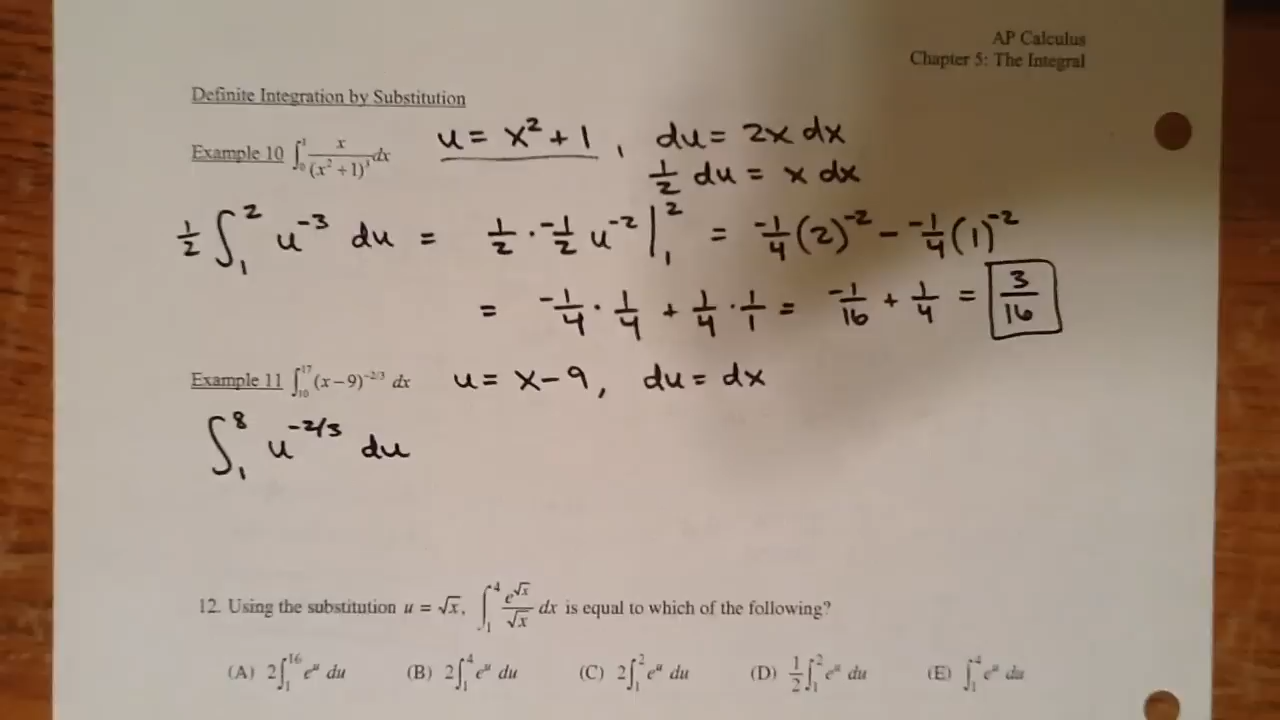 AP Calculus
Chapter 5: The Integral
Definite Integration by Substitution
Example 10 ∫₀¹ x/(x² + 1)³ dx u = x² + 1, du = 2x dx
1/2 du = x dx
1/2 ∫₁² u⁻³ du = 1/2 · -1/2 u⁻² |₁² = -1/4 (2)⁻² - -1/4 (1)⁻²
= -1/4 · 1/4 + 1/4 · 1/1 = -1/16 + 1/4 = 3/16
Example 11 ∫₁₀¹⁷ (x – 9)^(-2/3) dx u = x - 9, du = dx
∫₁⁸ u^(-2/3) du
12. Using the substitution u = √x, ∫₁⁴ e^(√x)/√x dx is equal to which of the following?
(A) 2∫₁¹⁶ eᵘ du (B) 2∫₁⁴ eᵘ du (C) 2∫₁² eᵘ du (D) 1/2 ∫₁² eᵘ du (E) ∫₁⁴ eᵘ du